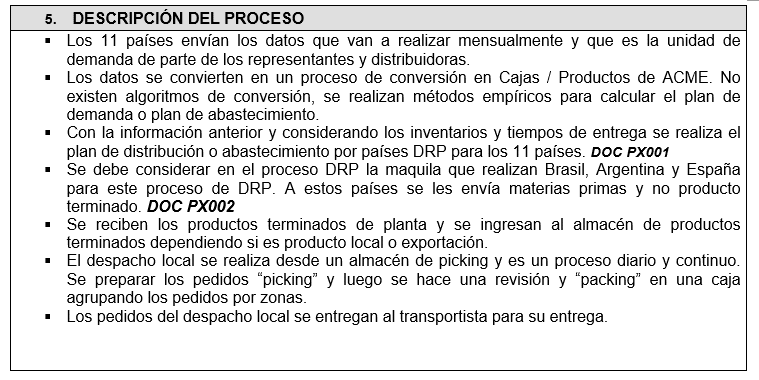 5. DESCRIPCIÓN DEL PROCESO
▪ Los 11 países envían los datos que van a realizar mensualmente y que es la unidad de
demanda de parte de los representantes y distribuidoras.
▪ Los datos se convierten en un proceso de conversión en Cajas / Productos de ACME. No
existen algoritmos de conversión, se realizan métodos empíricos para calcular el plan de
demanda o plan de abastecimiento.
▪ Con la información anterior y considerando los inventarios y tiempos de entrega se realiza el
plan de distribución o abastecimiento por países DRP para los 11 países. DOC PX001
▪ Se debe considerar en el proceso DRP la maquila que realizan Brasil, Argentina y España
para este proceso de DRP. A estos países se les envía materias primas y no producto
terminado. DOC PX002
▪ Se reciben los productos terminados de planta y se ingresan al almacén de productos
terminados dependiendo si es producto local o exportación.
▪ El despacho local se realiza desde un almacén de picking y es un proceso diario y continuo.
Se preparar los pedidos “picking” y luego se hace una revisión y “packing” en una caja
agrupando los pedidos por zonas.
▪ Los pedidos del despacho local se entregan al transportista para su entrega.